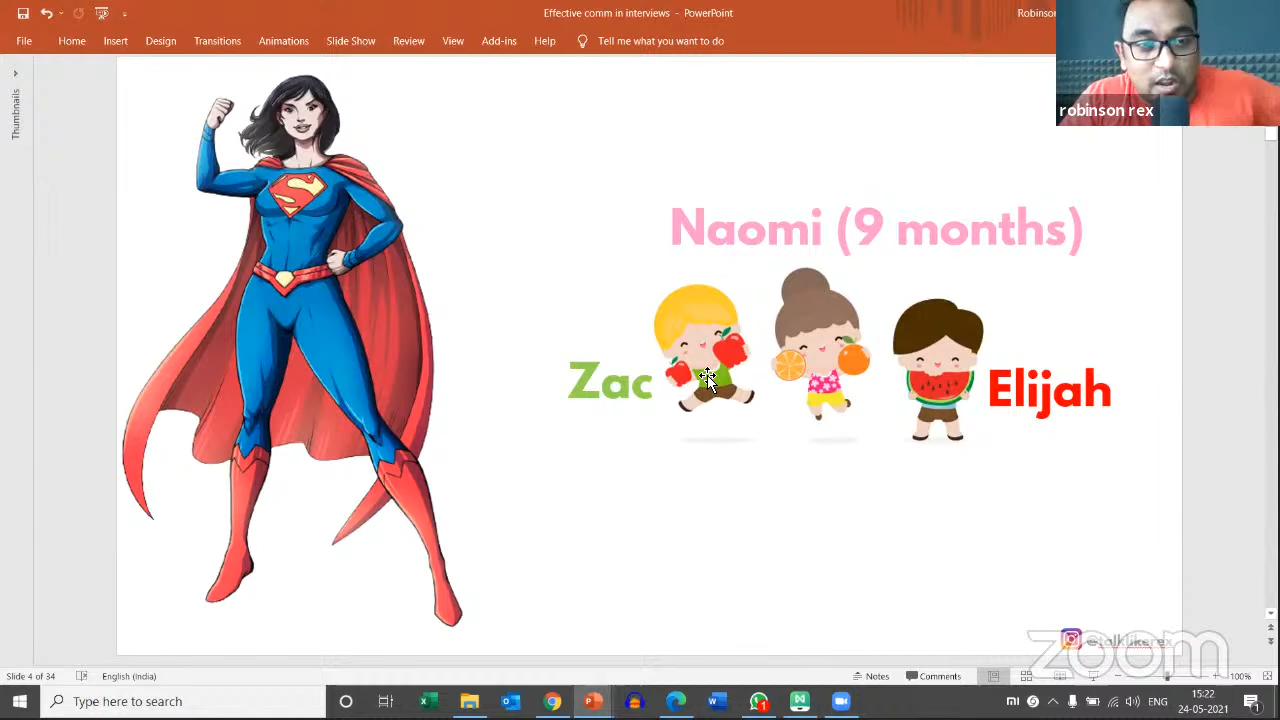 Effective comm in interviews - PowerPoint
Robinson
File Home Insert Design Transitions Animations Slide Show Review View Add-ins Help Tell me what you want to do
robinson rex
Thumbnails
Naomi (9 months)
Zac
Elijah
@talklikerex
zoom
Slide 4 of 34 English (India) Notes Comments 100%
Type here to search
15:22
24-05-2021